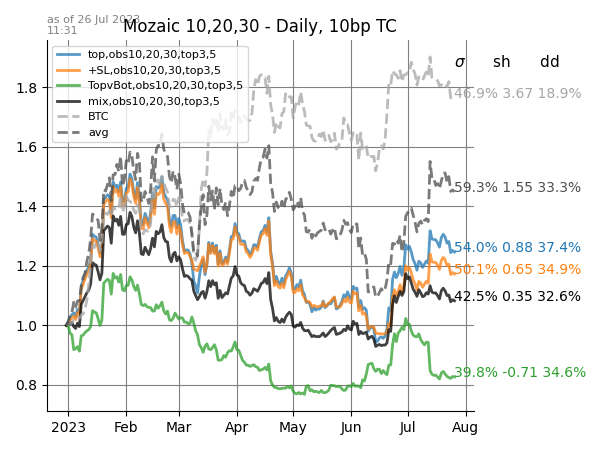 as of 26 Jul 2023
11:31
Mozaic 10,20,30 - Daily, 10bp TC
top,obs10,20,30,top3,5
+SL,obs10,20,30,top3,5
TopvBot,obs10,20,30,top3,5
mix,obs10,20,30,top3,5
BTC
avg
σ sh dd
46.9% 3.67 18.9%
59.3% 1.55 33.3%
54.0% 0.88 37.4%
50.1% 0.65 34.9%
42.5% 0.35 32.6%
39.8% -0.71 34.6%
1.8
1.6
1.4
1.2
1.0
0.8
2023 Feb Mar Apr May Jun Jul Aug